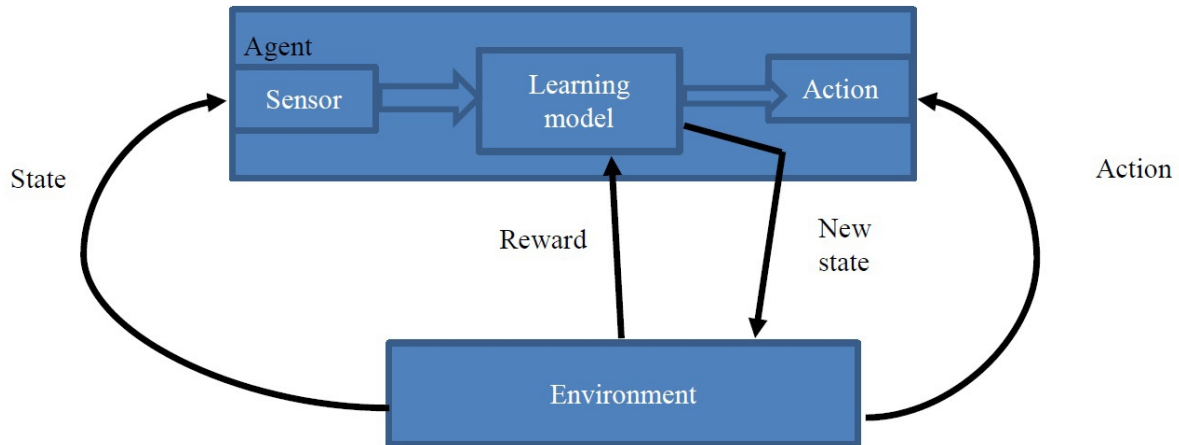 Agent
Sensor
Learning
model
Action
State
Action
Reward
New
state
Environment